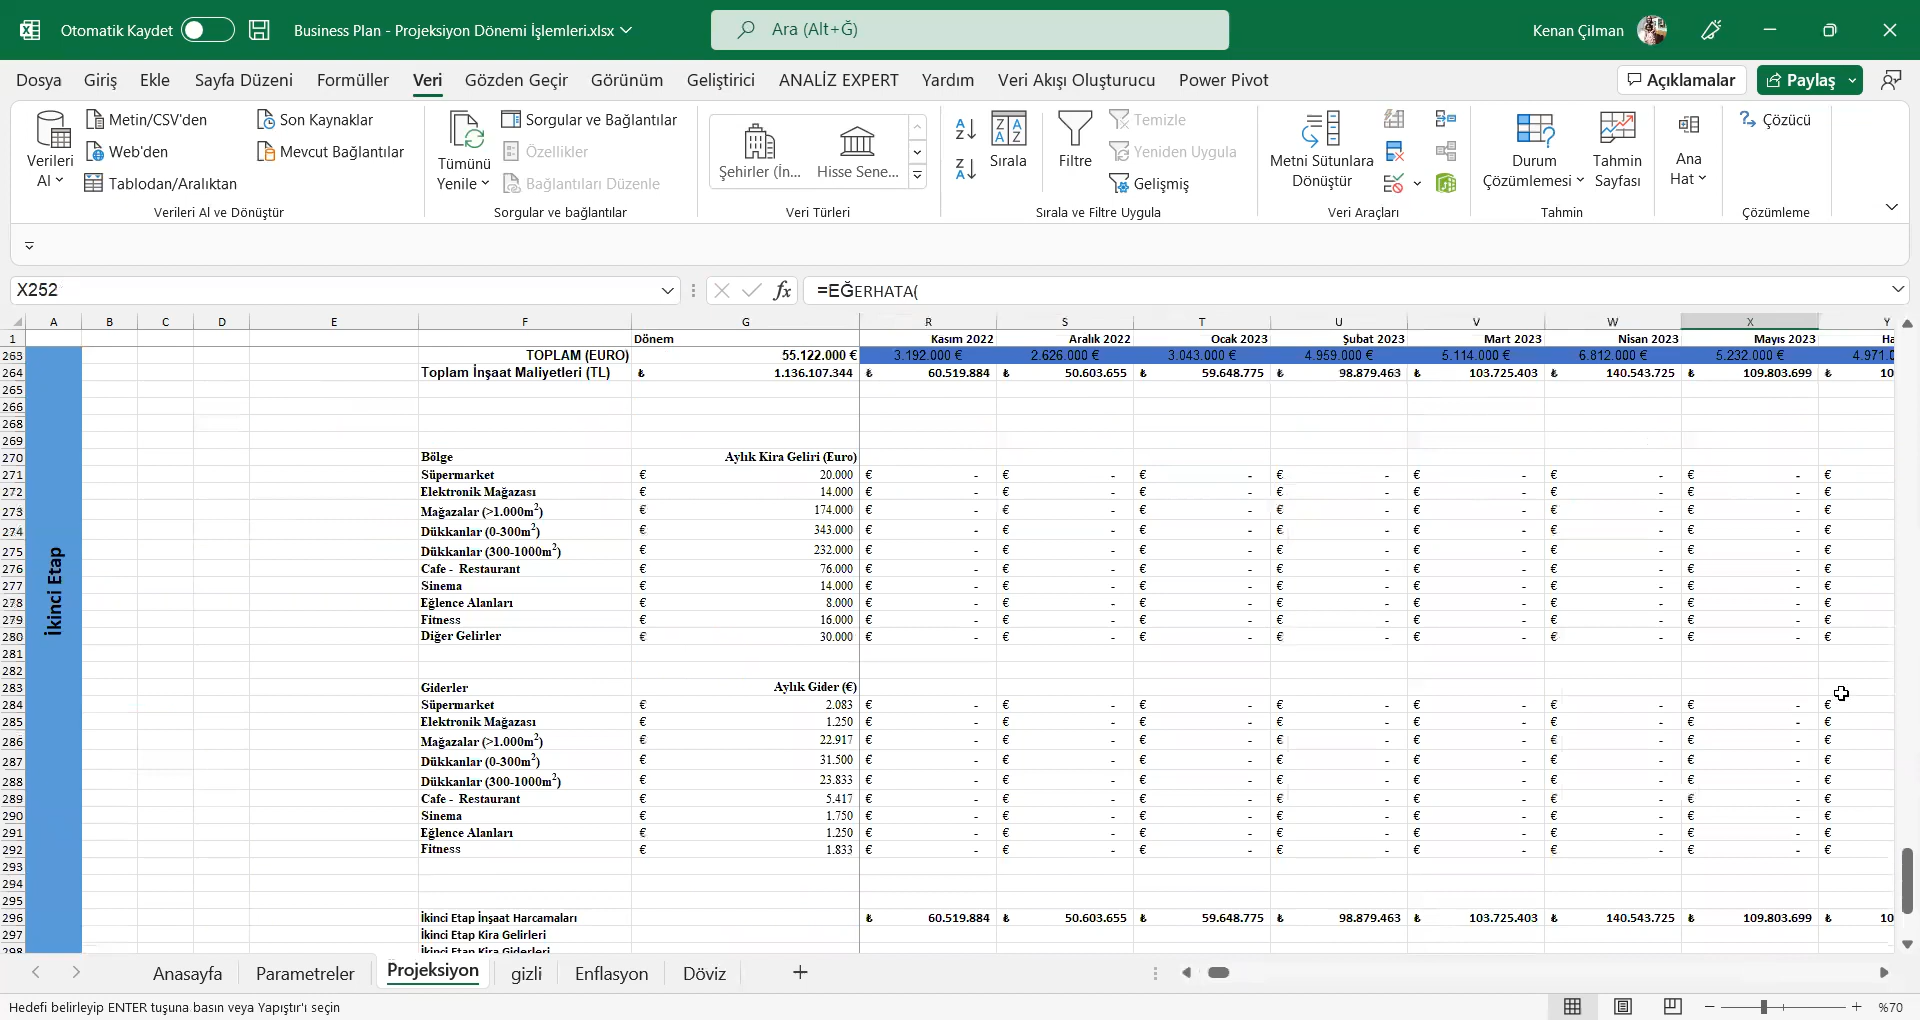 Otomatik Kaydet Business Plan - Projeksiyon Dönemi İşlemleri.xlsx Ara (Alt+Ğ) Kenan Çilman
Dosya Giriş Ekle Sayfa Düzeni Formüller Veri Gözden Geçir Görünüm Geliştirici ANALİZ EXPERT Yardım Veri Akışı Oluşturucu Power Pivot Açıklamalar Paylaş
Verileri Al
Metin/CSV'den
Web'den
Tablodan/Aralıktan
Son Kaynaklar
Mevcut Bağlantılar
Verileri Al ve Dönüştür
Tümünü Yenile
Sorgular ve Bağlantılar
Özellikler
Bağlantıları Düzenle
Sorgular ve bağlantılar
Şehirler (İn... Hisse Sene...
Veri Türleri
Sırala
Filtre
Temizle
Yeniden Uygula
Gelişmiş
Sırala ve Filtre Uygula
Metni Sütunlara Dönüştür
Veri Araçları
Durum Çözümlemesi
Tahmin Sayfası
Tahmin
Ana Hat
Çözücü
Çözümleme
X252 fx =EĞERHATA(
A B C D E F G R S T U V W X Y
1 Dönem Kasım 2022 Aralık 2022 Ocak 2023 Şubat 2023 Mart 2023 Nisan 2023 Mayıs 2023 Ha
263 TOPLAM (EURO) 55.122.000 € 3.192.000 € 2.626.000 € 3.043.000 € 4.959.000 € 5.114.000 € 6.812.000 € 5.232.000 € 4.971.0
264 Toplam İnşaat Maliyetleri (TL) ₺ 1.136.107.344 ₺ 60.519.884 ₺ 50.603.655 ₺ 59.648.775 ₺ 98.879.463 ₺ 103.725.403 ₺ 140.543.725 ₺ 109.803.699 ₺ 10
265
266
268
269
270 Bölge Aylık Kira Geliri (Euro)
271 Süpermarket € 20.000 € - € - € - € - € - € - € - €
272 Elektronik Mağazası € 14.000 € - € - € - € - € - € - € - €
273 Mağazalar (>1.000m²) € 174.000 € - € - € - € - € - € - € - €
274 Dükkanlar (0-300m²) € 343.000 € - € - € - € - € - € - € - €
275 Dükkanlar (300-1000m²) € 232.000 € - € - € - € - € - € - € - €
276 Cafe - Restaurant € 76.000 € - € - € - € - € - € - € - €
277 Sinema € 14.000 € - € - € - € - € - € - € - €
278 Eğlence Alanları € 8.000 € - € - € - € - € - € - € - €
279 Fitness € 16.000 € - € - € - € - € - € - € - €
280 Diğer Gelirler € 30.000 € - € - € - € - € - € - € - €
281
282
283 Giderler Aylık Gider (€)
284 Süpermarket € 2.083 € - € - € - € - € - € - € - €
285 Elektronik Mağazası € 1.250 € - € - € - € - € - € - € - €
286 Mağazalar (>1.000m²) € 22.917 € - € - € - € - € - € - € - €
287 Dükkanlar (0-300m²) € 31.500 € - € - € - € - € - € - € - €
288 Dükkanlar (300-1000m²) € 23.833 € - € - € - € - € - € - € - €
289 Cafe - Restaurant € 5.417 € - € - € - € - € - € - € - €
290 Sinema € 1.750 € - € - € - € - € - € - € - €
291 Eğlence Alanları € 1.250 € - € - € - € - € - € - € - €
292 Fitness € 1.833 € - € - € - € - € - € - € - €
293
294
295
296 İkinci Etap İnşaat Harcamaları ₺ 60.519.884 ₺ 50.603.655 ₺ 59.648.775 ₺ 98.879.463 ₺ 103.725.403 ₺ 140.543.725 ₺ 109.803.699 ₺ 10
297 İkinci Etap Kira Gelirleri
298 İkinci Etap Kira Giderleri
İkinci Etap
Anasayfa Parametreler Projeksiyon gizli Enflasyon Döviz
Hedefi belirleyip ENTER tuşuna basın veya Yapıştır'ı seçin %70